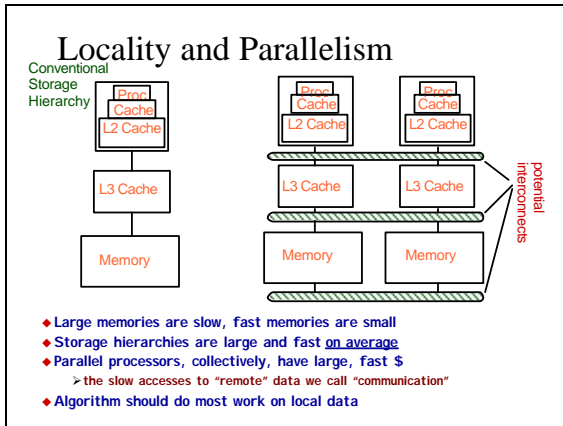 Locality and Parallelism
Conventional
Storage
Hierarchy
Proc
Cache
L2 Cache
L3 Cache
Memory
Proc
Cache
L2 Cache
L3 Cache
Memory
Proc
Cache
L2 Cache
L3 Cache
Memory
potential
interconnects
Large memories are slow, fast memories are small
Storage hierarchies are large and fast on average
Parallel processors, collectively, have large, fast $
the slow accesses to “remote” data we call “communication”
Algorithm should do most work on local data